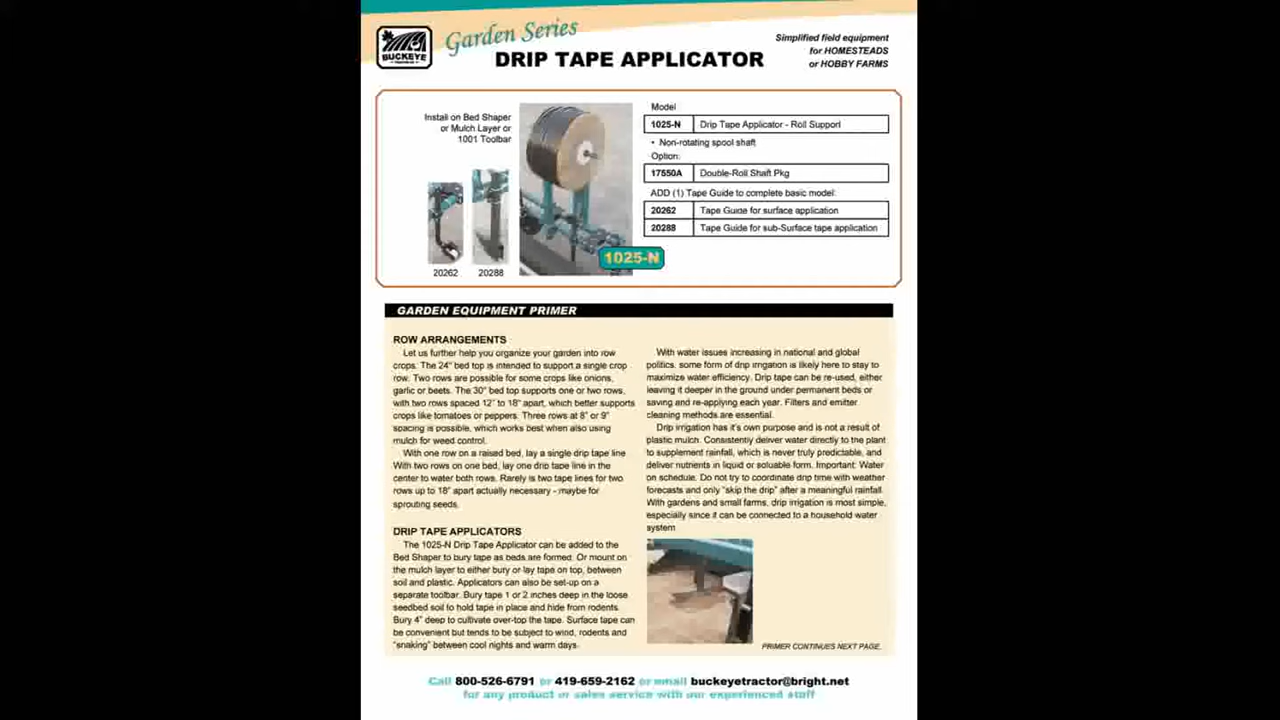 BUCKEYE
Garden Series
DRIP TAPE APPLICATOR
Simplified field equipment
for HOMESTEADS
or HOBBY FARMS
Install on Bed Shaper
or Mulch Layer or
1001 Toolbar
20262
20288
1025-N
Model
1025-N Drip Tape Applicator - Roll Support
• Non-rotating spool shaft
Option:
17550A Double-Roll Shaft Pkg
ADD (1) Tape Guide to complete basic model:
20262 Tape Guide for surface application
20288 Tape Guide for sub-Surface tape application
GARDEN EQUIPMENT PRIMER
ROW ARRANGEMENTS
Let us further help you organize your garden into row
crops. The 24" bed top is intended to support a single crop
row. Two rows are possible for some crops like onions,
garlic or beets. The 30" bed top supports one or two rows,
with two rows spaced 12" to 18" apart, which better supports
crops like tomatoes or peppers. Three rows at 8" or 9"
spacing is possible, which works best when also using
mulch for weed control.
With one row on a raised bed, lay a single drip tape line
With two rows on one bed, lay one drip tape line in the
center to water both rows. Rarely is two tape lines for two
rows up to 18" apart actually necessary - maybe for
sprouting seeds.
DRIP TAPE APPLICATORS
The 1025-N Drip Tape Applicator can be added to the
Bed Shaper to bury tape as beds are formed. Or mount on
the mulch layer to either bury or lay tape on top, between
soil and plastic. Applicators can also be set-up on a
separate toolbar. Bury tape 1 or 2 inches deep in the loose
seedbed soil to hold tape in place and hide from rodents.
Bury 4" deep to cultivate over-top the tape. Surface tape can
be convenient but tends to be subject to wind, rodents and
"snaking" between cool nights and warm days.
With water issues increasing in national and global
politics, some form of drip irrigation is likely here to stay to
maximize water efficiency. Drip tape can be re-used, either
leaving it deeper in the ground under permanent beds or
saving and re-applying each year. Filters and emitter
cleaning methods are essential.
Drip irrigation has it's own purpose and is not a result of
plastic mulch. Consistently deliver water directly to the plant
to supplement rainfall, which is never truly predictable, and
deliver nutrients in liquid or soluable form. Important: Water
on schedule. Do not try to coordinate drip time with weather
forecasts and only "skip the drip" after a meaningful rainfall.
With gardens and small farms, drip irrigation is most simple,
especially since it can be connected to a household water
system
PRIMER CONTINUES NEXT PAGE.
Call 800-526-6791 or 419-659-2162 or email buckeyetractor@bright.net
for any product or sales service with our experienced staff